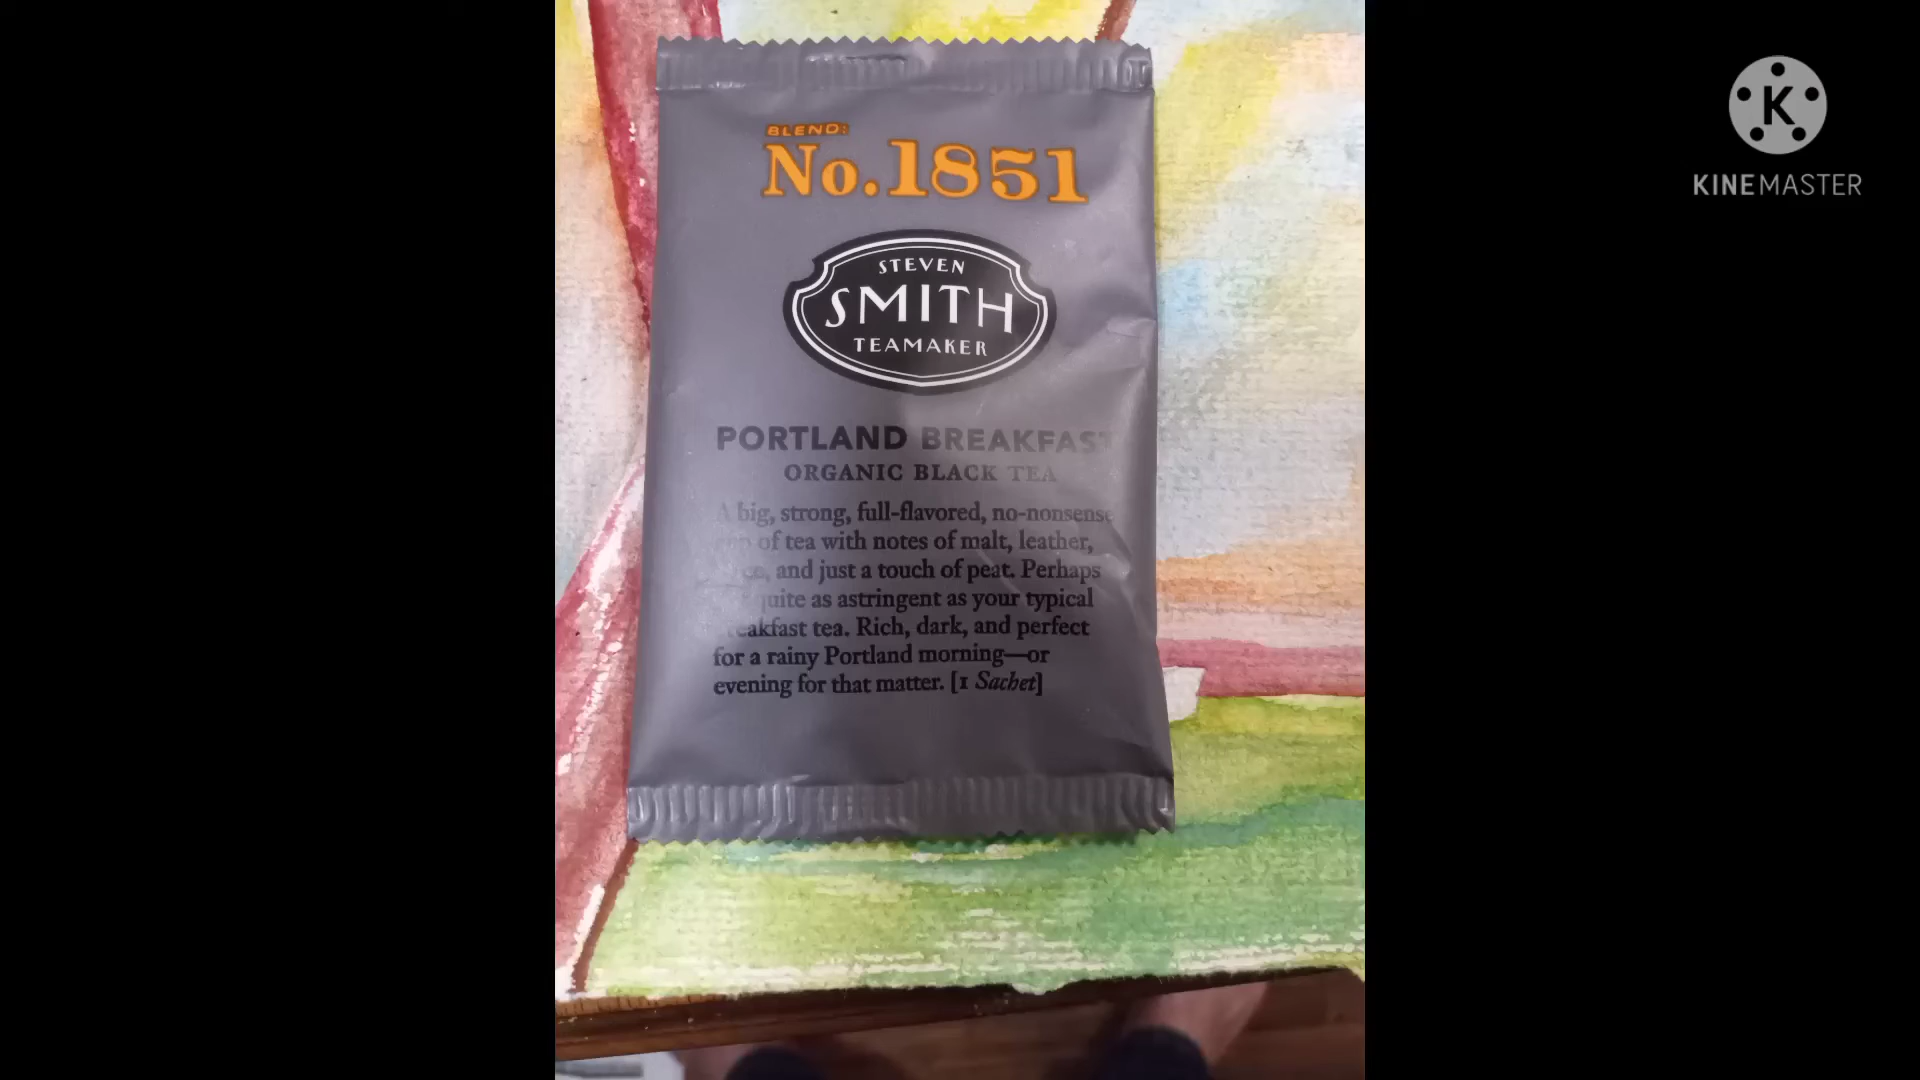 BLEND:
No.1851
STEVEN
SMITH
TEAMAKER
PORTLAND BREAKFAST
ORGANIC BLACK TEA
A big, strong, full-flavored, no-nonsense
of tea with notes of malt, leather,
and just a touch of peat. Perhaps
quite as astringent as your typical
breakfast tea. Rich, dark, and perfect
for a rainy Portland morning—or
evening for that matter. [1 Sachet]
K
KINEMASTER